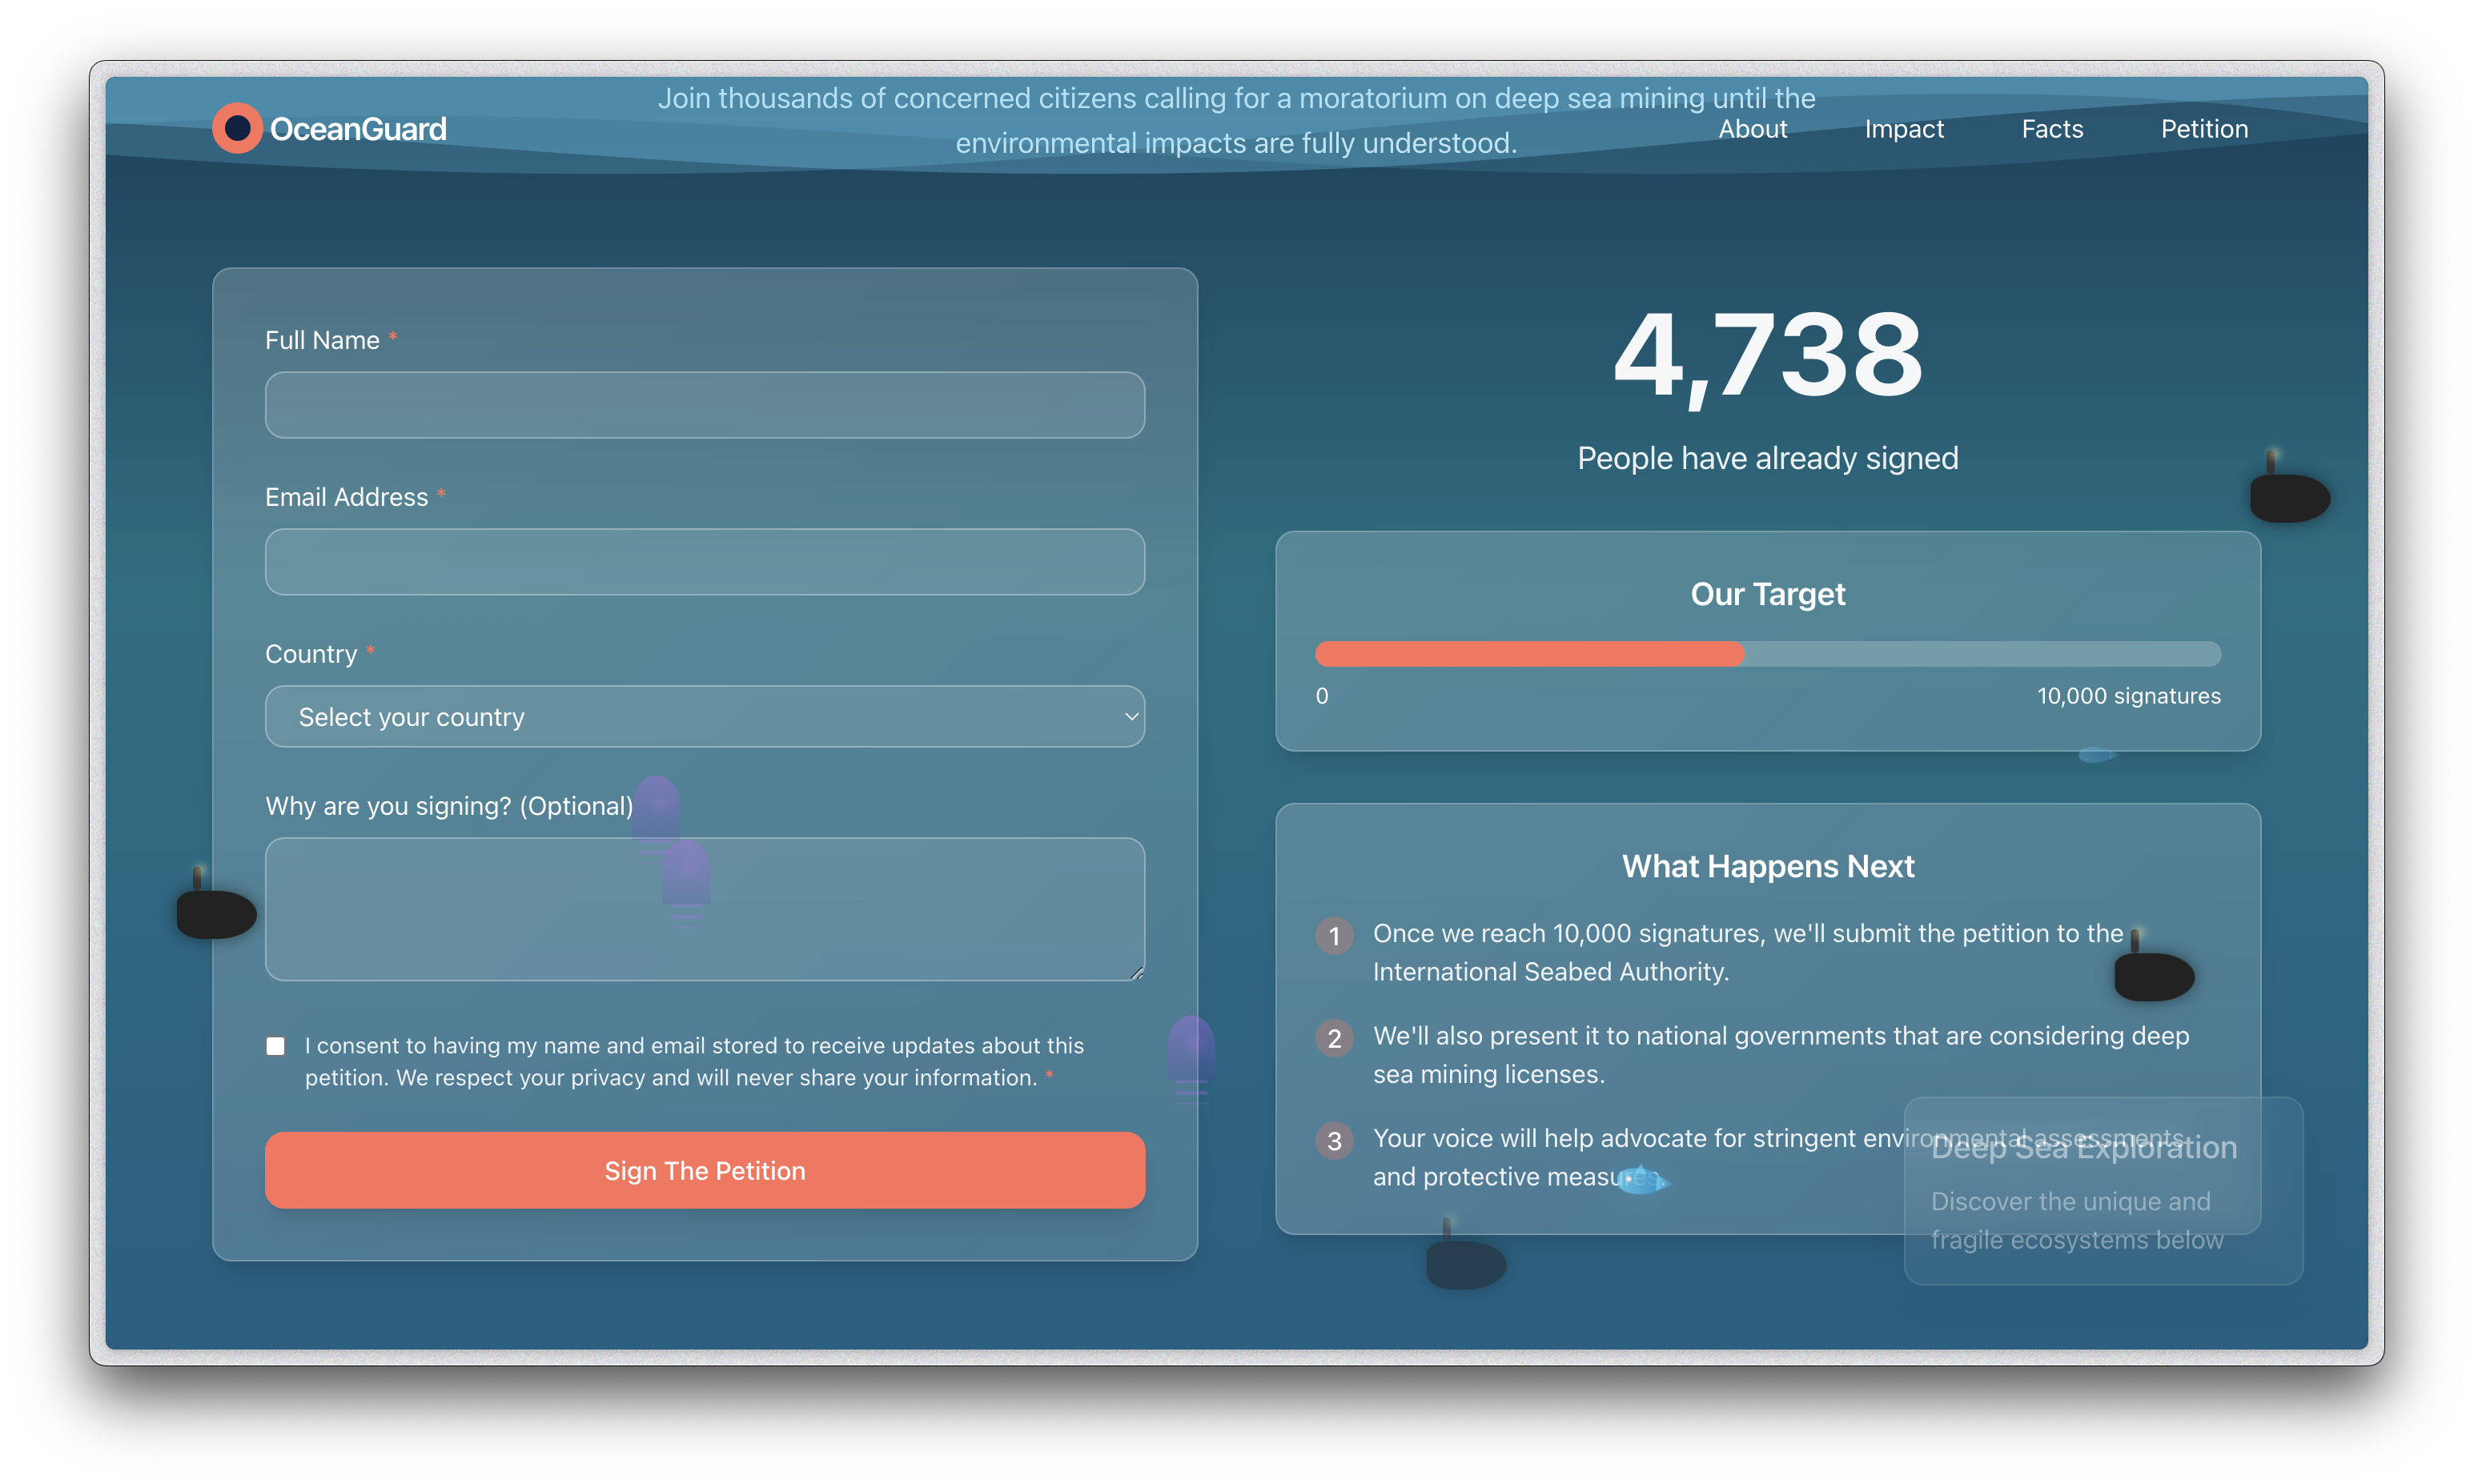 Join thousands of concerned citizens calling for a moratorium on deep sea mining until the
environmental impacts are fully understood.
OceanGuard
About
Impact
Facts
Petition
Full Name *
Email Address *
Country *
Select your country
Why are you signing? (Optional)
I consent to having my name and email stored to receive updates about this
petition. We respect your privacy and will never share your information. *
Sign The Petition
4,738
People have already signed
Our Target
0
10,000 signatures
What Happens Next
1
Once we reach 10,000 signatures, we'll submit the petition to the
International Seabed Authority.
2
We'll also present it to national governments that are considering deep
sea mining licenses.
3
Your voice will help advocate for stringent environmental assessments
and protective measures.
Deep Sea Exploration
Discover the unique and
fragile ecosystems below